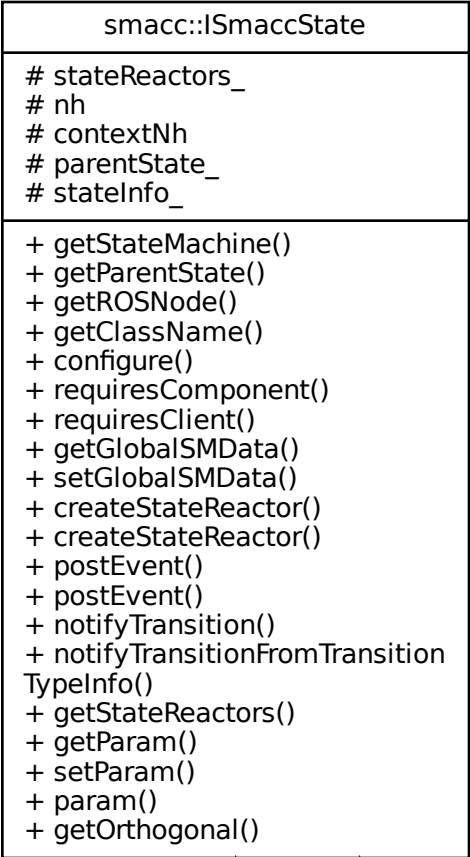 smacc::ISmaccState
# stateReactors_
# nh
# contextNh
# parentState_
# stateInfo_
+ getStateMachine()
+ getParentState()
+ getROSNode()
+ getClassName()
+ configure()
+ requiresComponent()
+ requiresClient()
+ getGlobalSMData()
+ setGlobalSMData()
+ createStateReactor()
+ createStateReactor()
+ postEvent()
+ postEvent()
+ notifyTransition()
+ notifyTransitionFromTransition
TypeInfo()
+ getStateReactors()
+ getParam()
+ setParam()
+ param()
+ getOrthogonal()